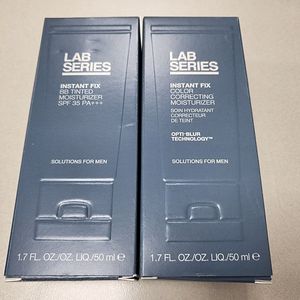 LAB
SERIES
INSTANT FIX
BB TINTED
MOISTURIZER
SPF 35 PA+++
SOLUTIONS FOR MEN
1.7 FL. OZ./OZ. LIQ./50 ml e
LAB
SERIES
INSTANT FIX
COLOR
CORRECTING
MOISTURIZER
SOIN HYDRATANT
CORRECTEUR
DE TEINT
OPTI-BLUR
TECHNOLOGY™
SOLUTIONS FOR MEN
1.7 FL. OZ./OZ. LIQ./50 ml e